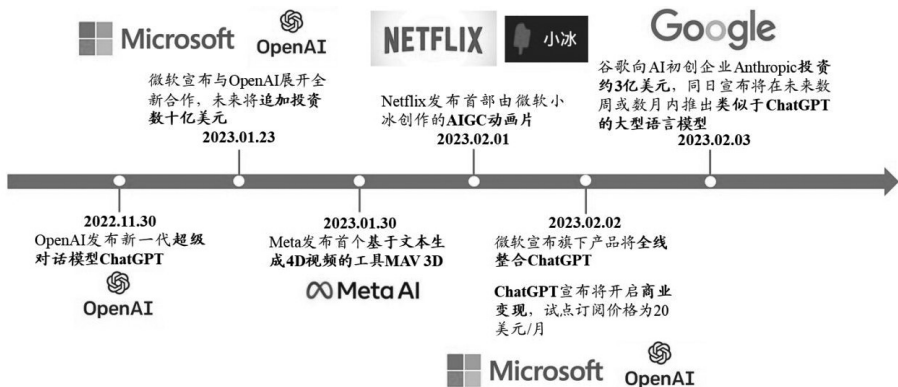 Microsoft
OpenAI
微软宣布与OpenAI展开全
新合作，未来将追加投资
数十亿美元
2023.01.23
NETFLIX
小冰
Netflix发布首部由微软小
冰创作的AIGC动画片
2023.02.01
Google
谷歌向AI初创企业Anthropic投资
约3亿美元，同日宣布将在未来数
周或数月内推出类似于ChatGPT
的大型语言模型
2023.02.03
2022.11.30
OpenAI发布新一代超级
对话模型ChatGPT
OpenAI
2023.01.30
Meta发布首个基于文本生
成4D视频的工具MAV 3D
Meta AI
2023.02.02
微软宣布旗下产品将全线
整合ChatGPT
ChatGPT宣布将开启商业
变现，试点订阅价格为20
美元/月
Microsoft
OpenAI